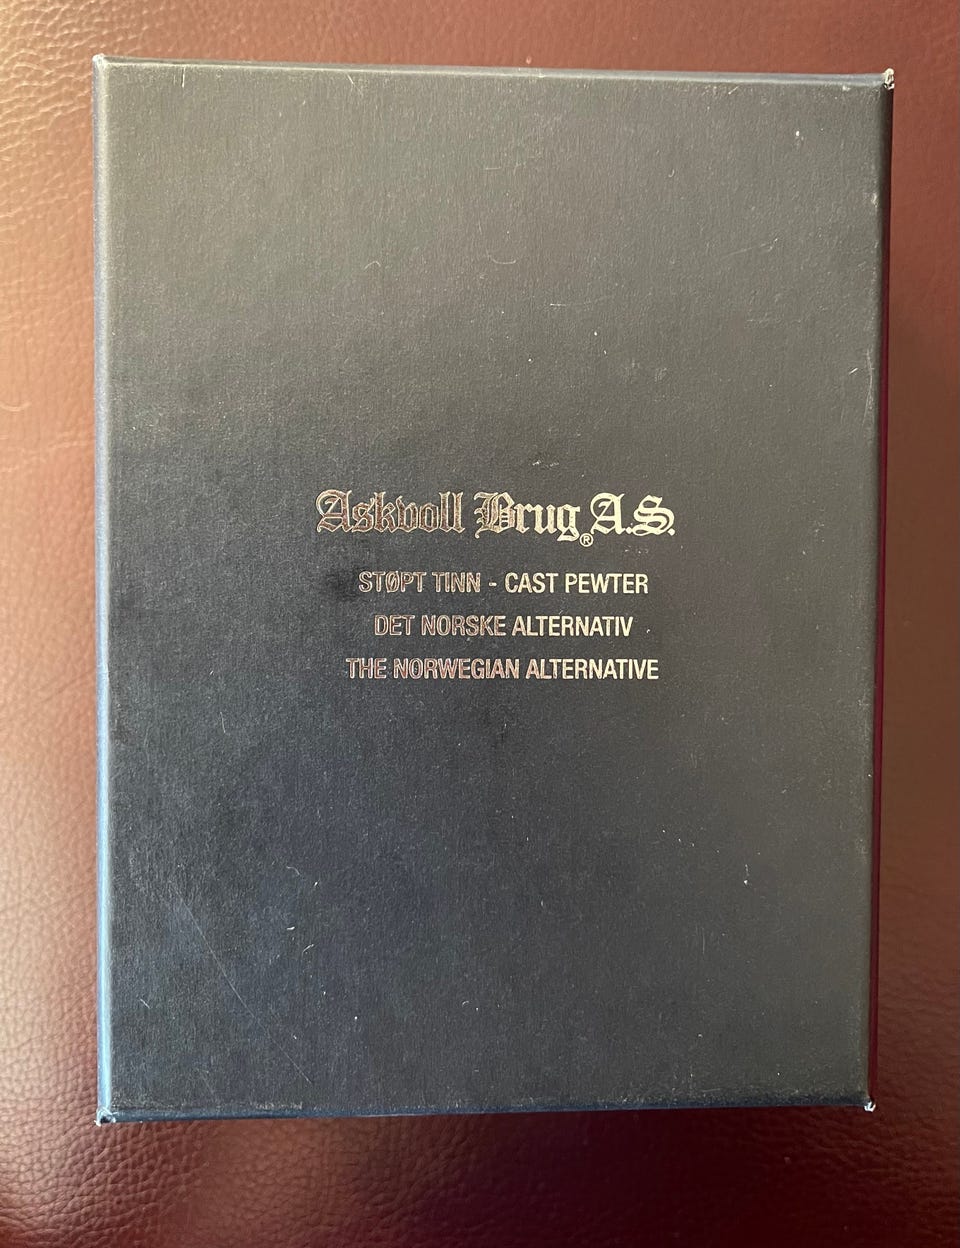 Askvoll Brug® A.S.
STØPT TINN - CAST PEWTER
DET NORSKE ALTERNATIV
THE NORWEGIAN ALTERNATIVE